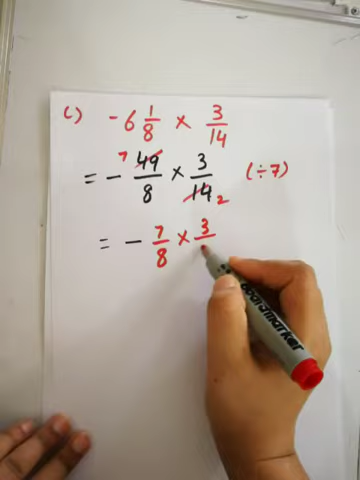 c) -6 1/8 × 3/14
= - 7 49/8 × 3/14 2 (÷7)
= - 7/8 × 3/